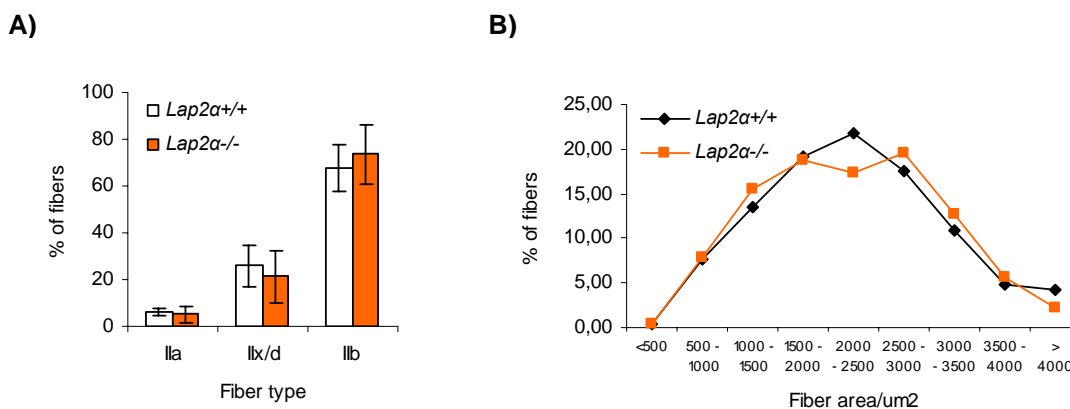 A)
100
80
60
40
20
0
% of fibers
Lap2α+/+
Lap2α-/-
IIa
IIx/d
IIb
Fiber type
B)
25,00
20,00
15,00
10,00
5,00
0,00
% of fibers
Lap2α+/+
Lap2α-/-
<500
500 - 1000
1000 - 1500
1500 - 2000
2000 - 2500
2500 - 3000
3000 - 3500
3500 - 4000
> 4000
Fiber area/um2